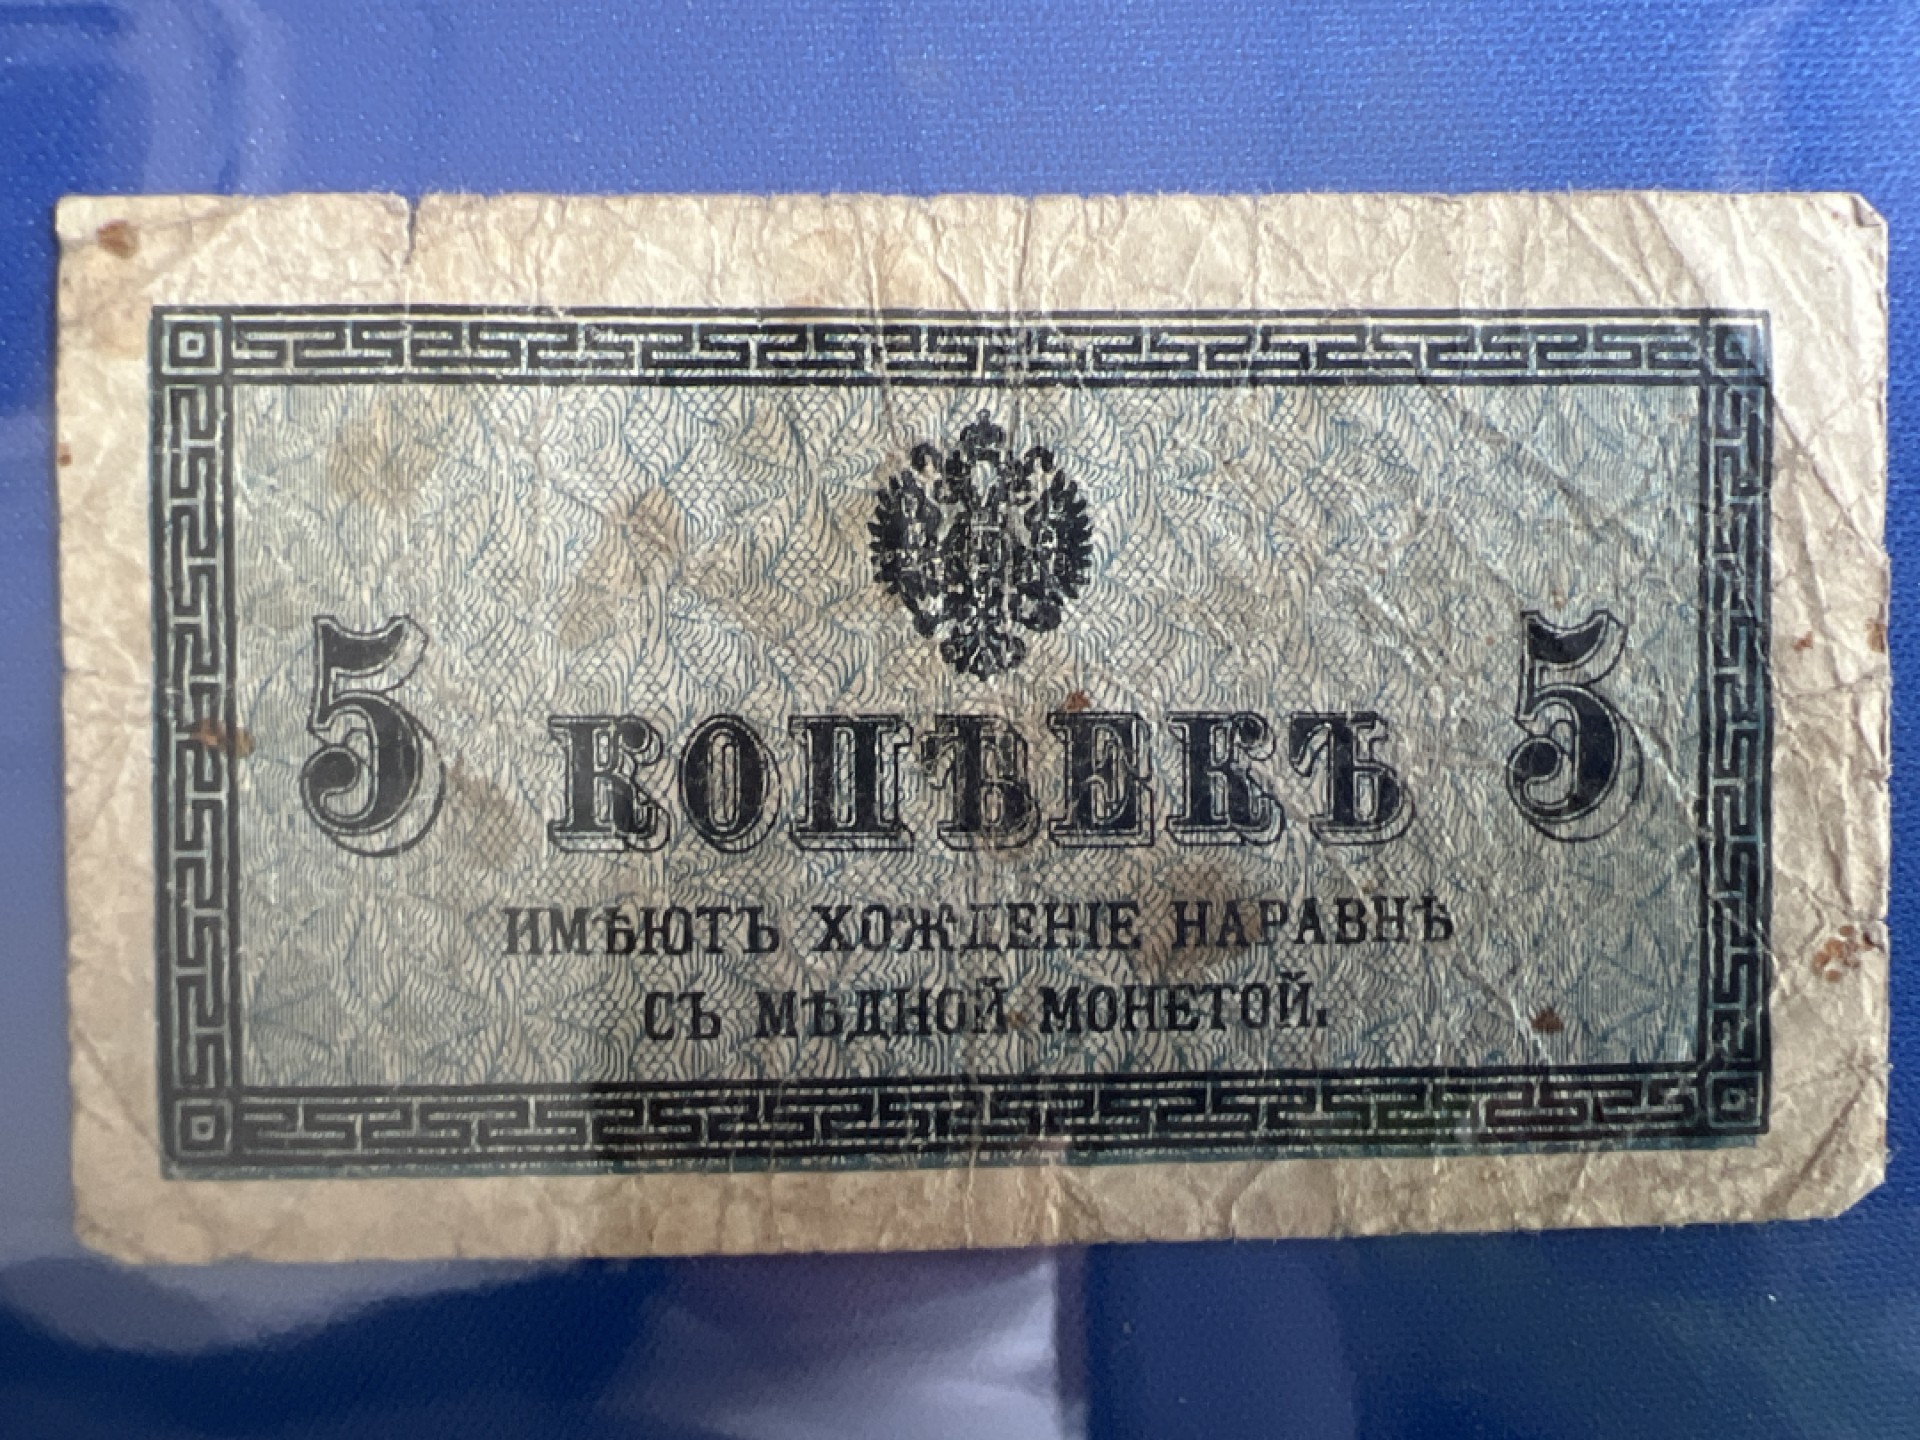 5 КОПѢЕКЪ 5
ИМѢЮТЪ ХОЖДЕНІЕ НАРАВНѢ
СЪ МѢДНОЙ МОНЕТОЙ.